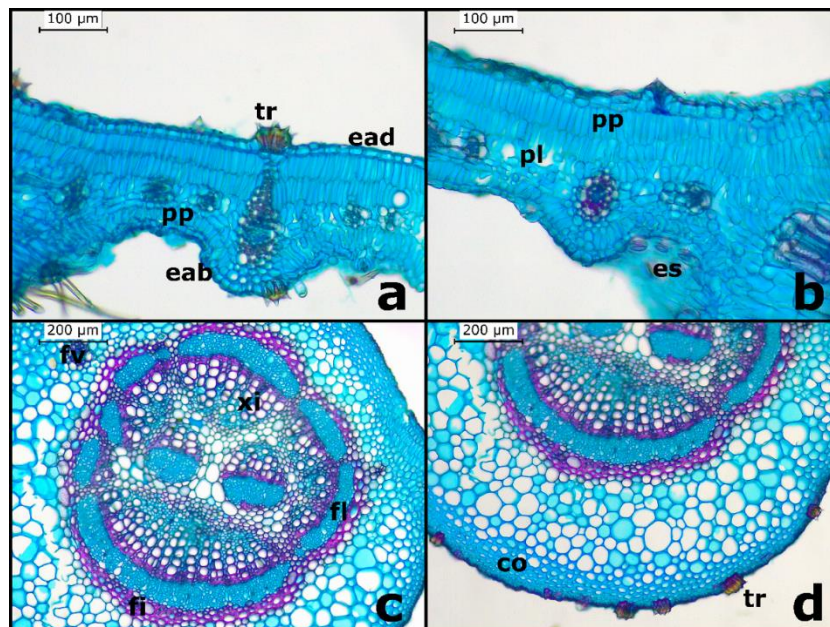 100 µm
tr
ead
pp
eab
a
100 µm
pp
pl
es
b
200 µm
fv
xi
fl
fi
c
200 µm
co
tr
d